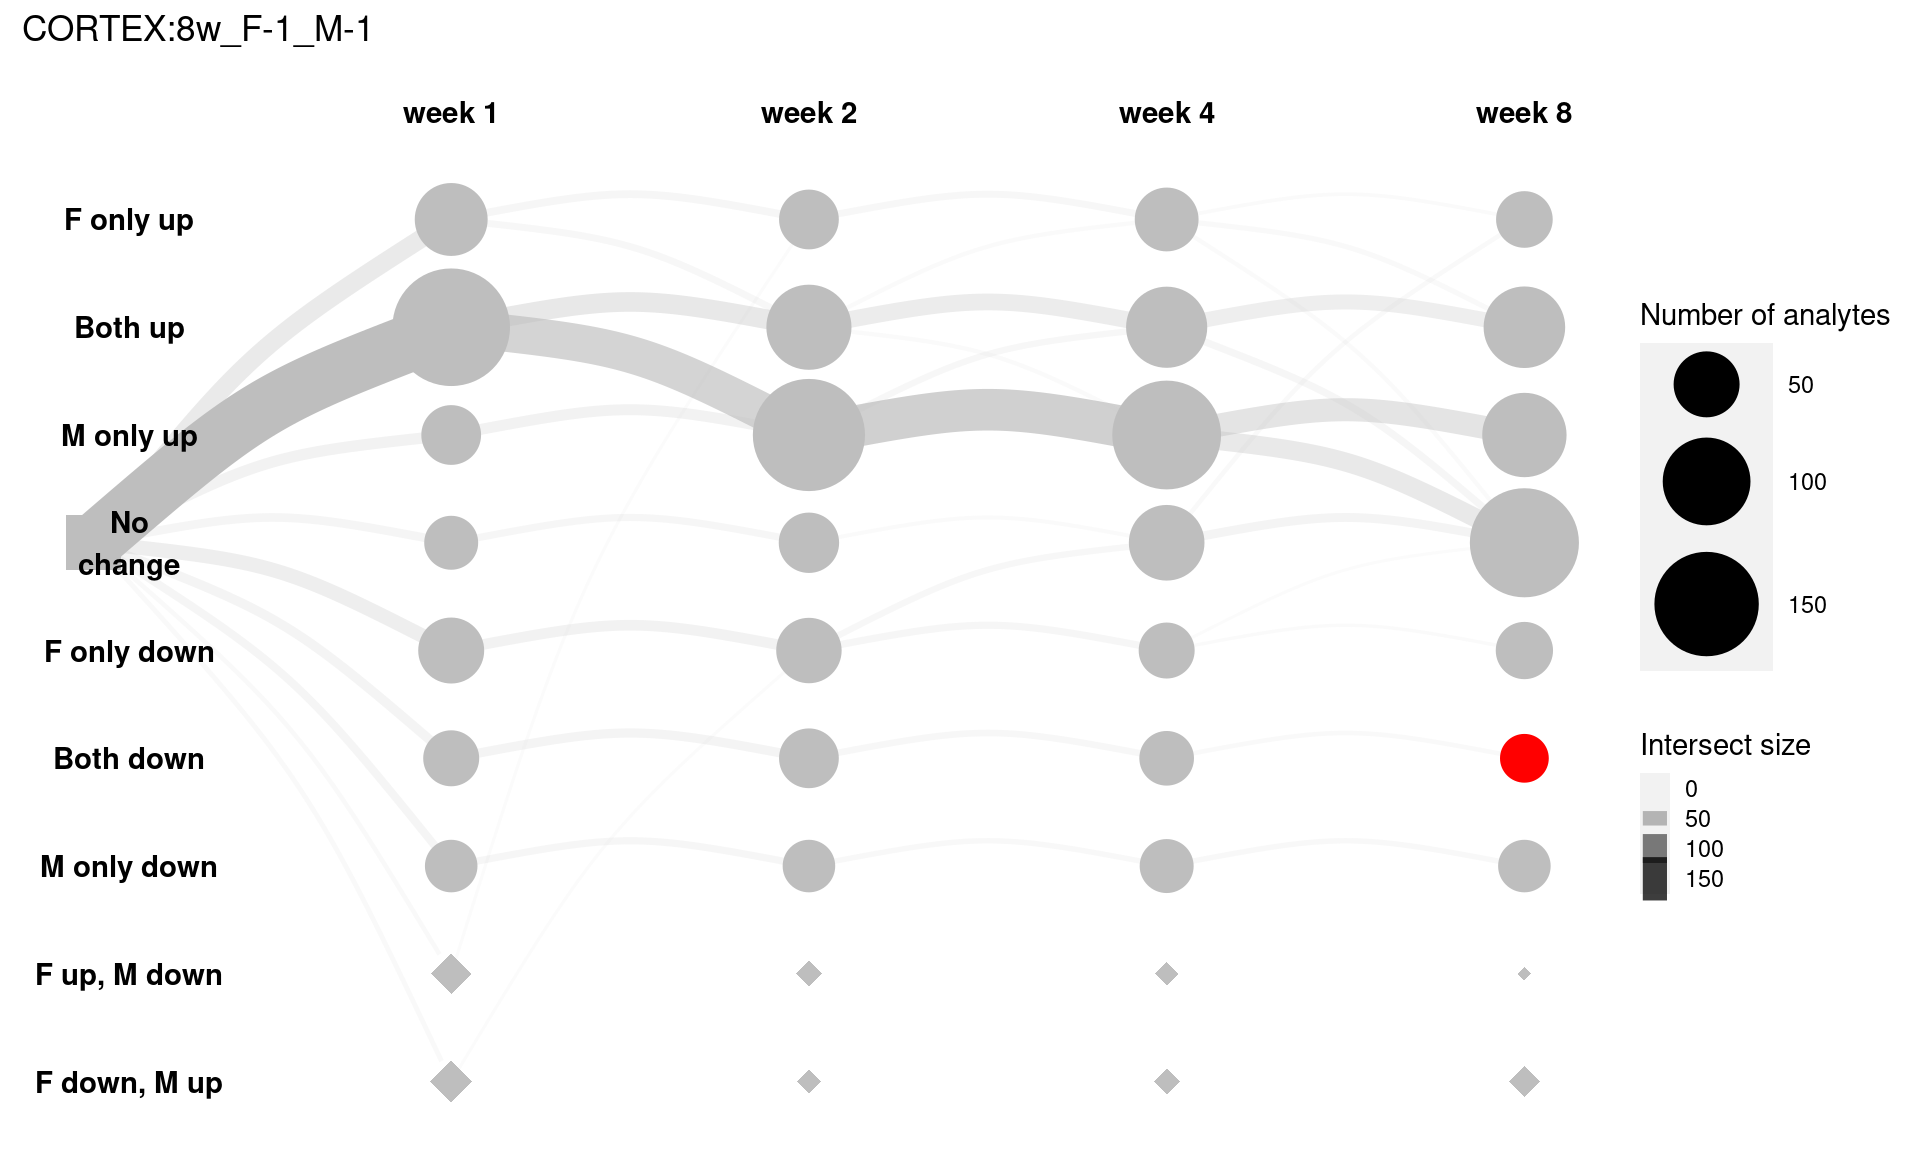 CORTEX:8w_F-1_M-1
week 1
week 2
week 4
week 8
F only up
Both up
M only up
No
change
F only down
Both down
M only down
F up, M down
F down, M up
Number of analytes
50
100
150
Intersect size
0
50
100
150